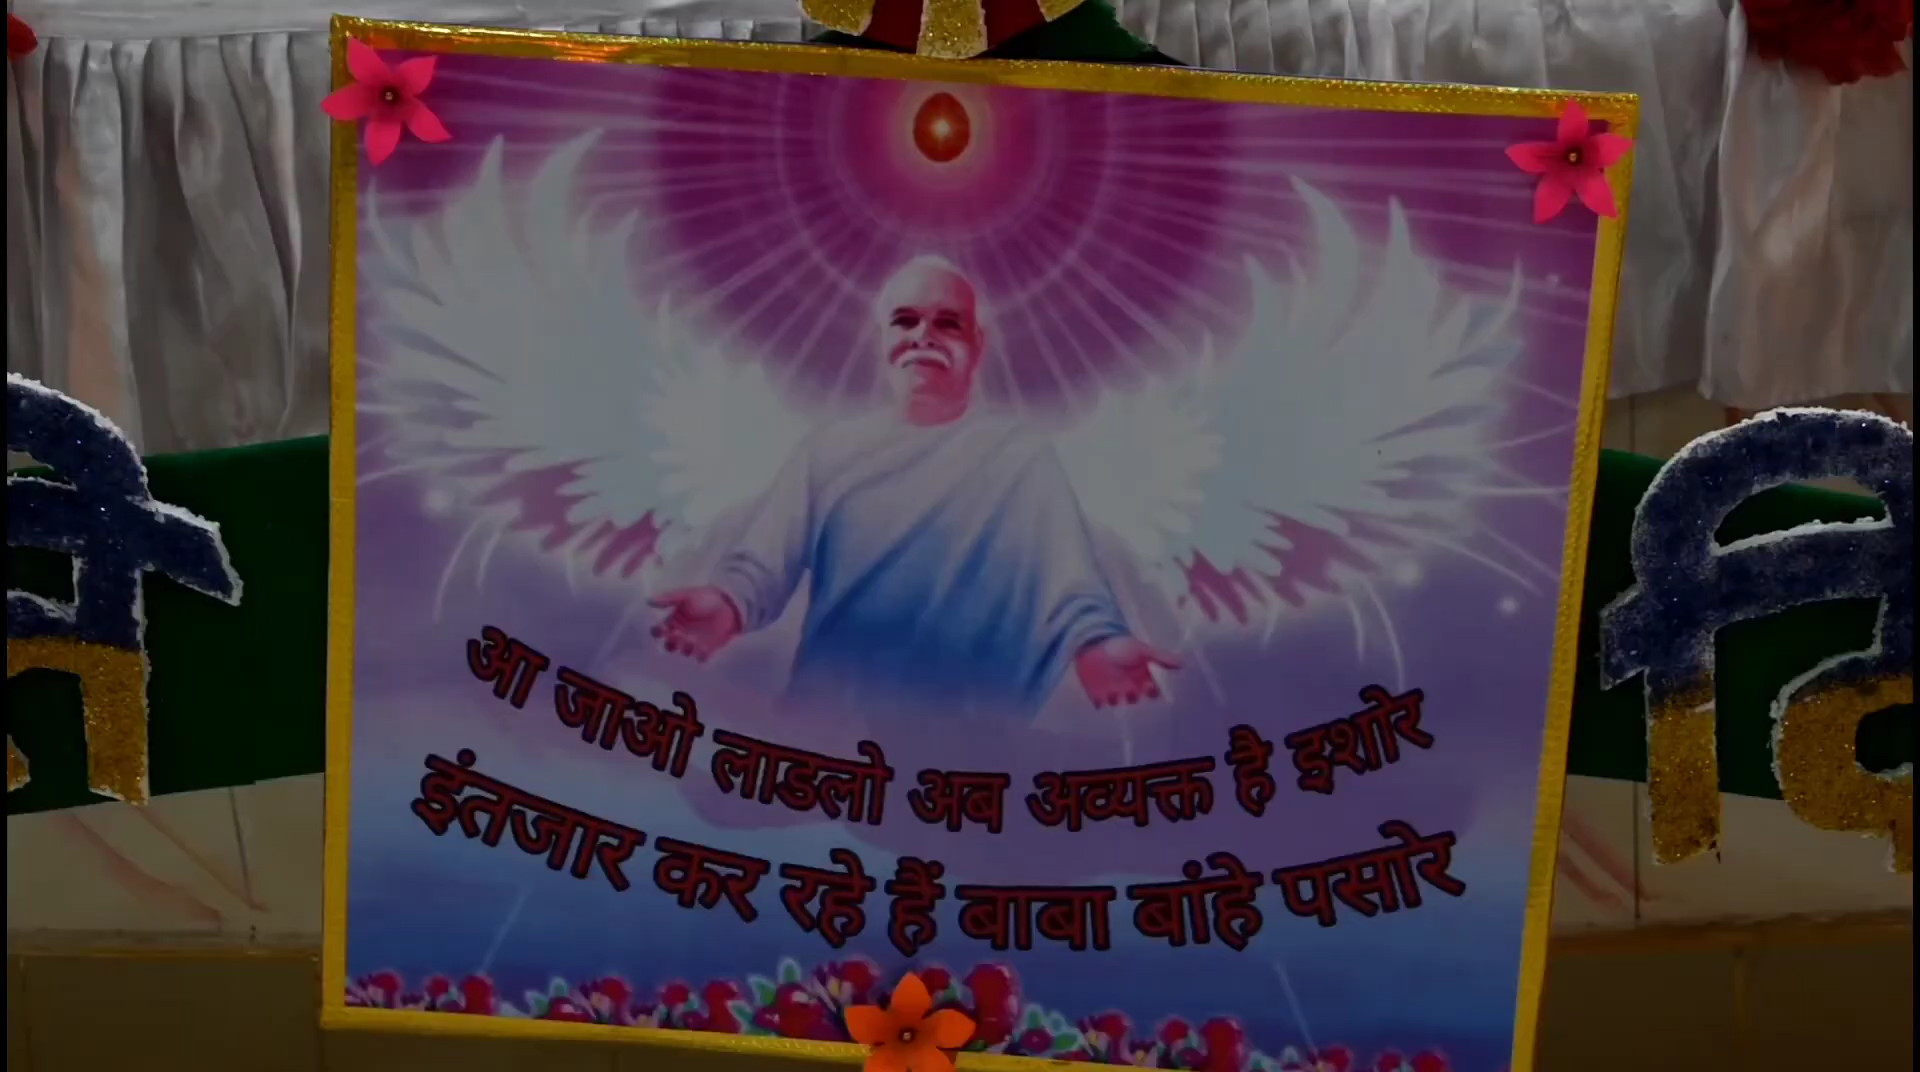 आ जाओ लाडलो अब अव्यक्त है इशोर
इंतजार कर रहे हैं बाबा बांहे पसोर